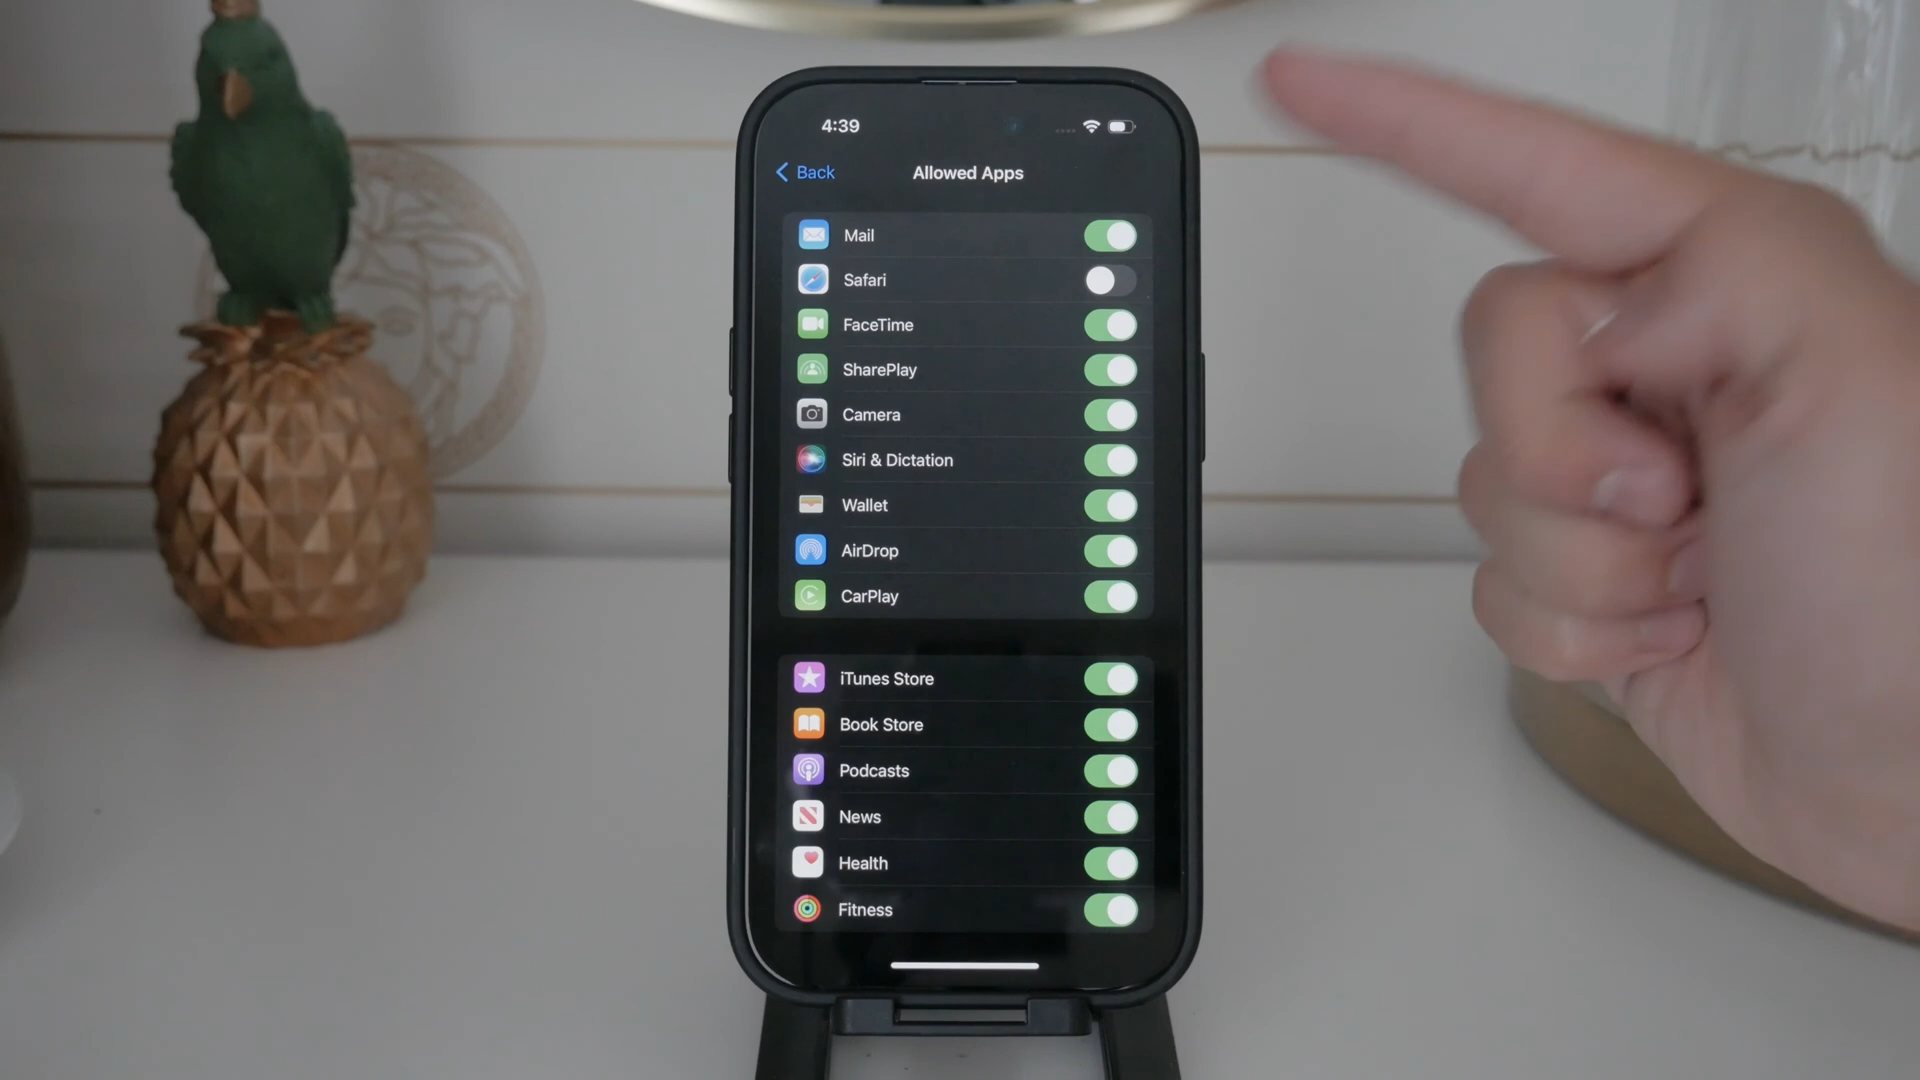 4:39
Back
Allowed Apps
Mail
Safari
FaceTime
SharePlay
Camera
Siri & Dictation
Wallet
AirDrop
CarPlay
iTunes Store
Book Store
Podcasts
News
Health
Fitness